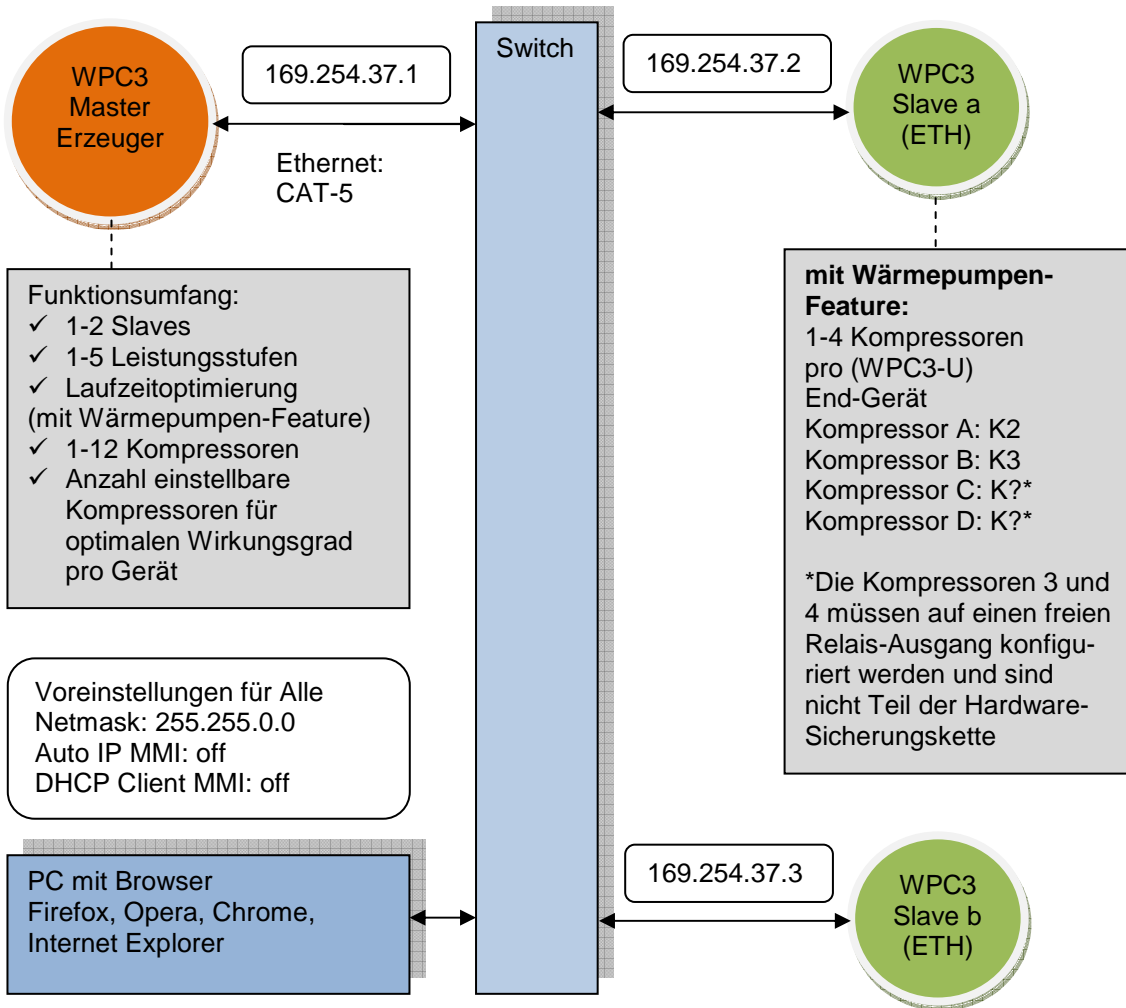 WPC3
Master
Erzeuger
169.254.37.1
Ethernet:
CAT-5
Switch
169.254.37.2
WPC3
Slave a
(ETH)
Funktionsumfang:
✓ 1-2 Slaves
✓ 1-5 Leistungsstufen
✓ Laufzeitoptimierung
(mit Wärmepumpen-Feature)
✓ 1-12 Kompressoren
✓ Anzahl einstellbare
Kompressoren für
optimalen Wirkungsgrad
pro Gerät
mit Wärmepumpen-
Feature:
1-4 Kompressoren
pro (WPC3-U)
End-Gerät
Kompressor A: K2
Kompressor B: K3
Kompressor C: K?*
Kompressor D: K?*
*Die Kompressoren 3 und
4 müssen auf einen freien
Relais-Ausgang konfigu-
riert werden und sind
nicht Teil der Hardware-
Sicherungskette
Voreinstellungen für Alle
Netmask: 255.255.0.0
Auto IP MMI: off
DHCP Client MMI: off
PC mit Browser
Firefox, Opera, Chrome,
Internet Explorer
169.254.37.3
WPC3
Slave b
(ETH)